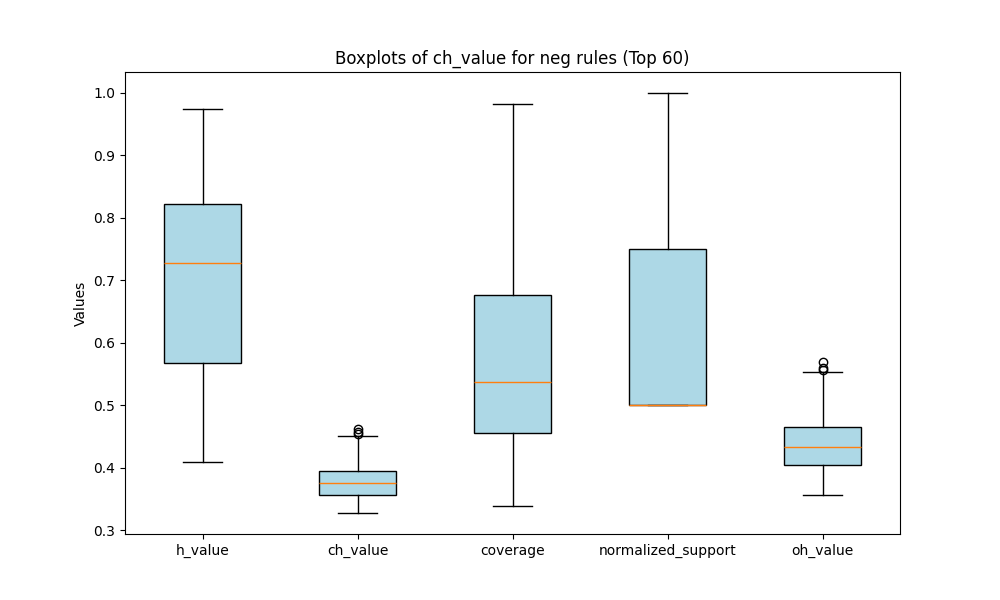 Boxplots of ch_value for neg rules (Top 60)
Values
1.0
0.9
0.8
0.7
0.6
0.5
0.4
0.3
h_value
ch_value
coverage
normalized_support
oh_value